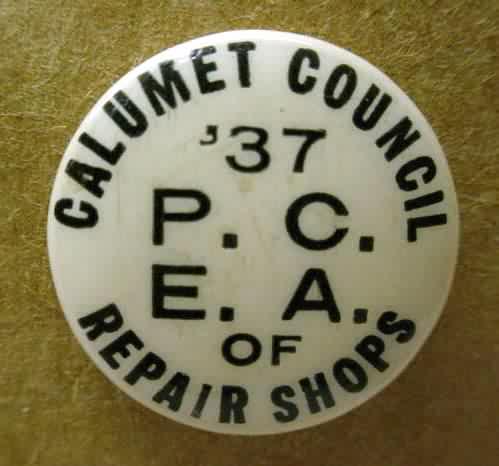 CALUMET COUNCIL
'37
P. C.
E. A.
OF
REPAIR SHOPS